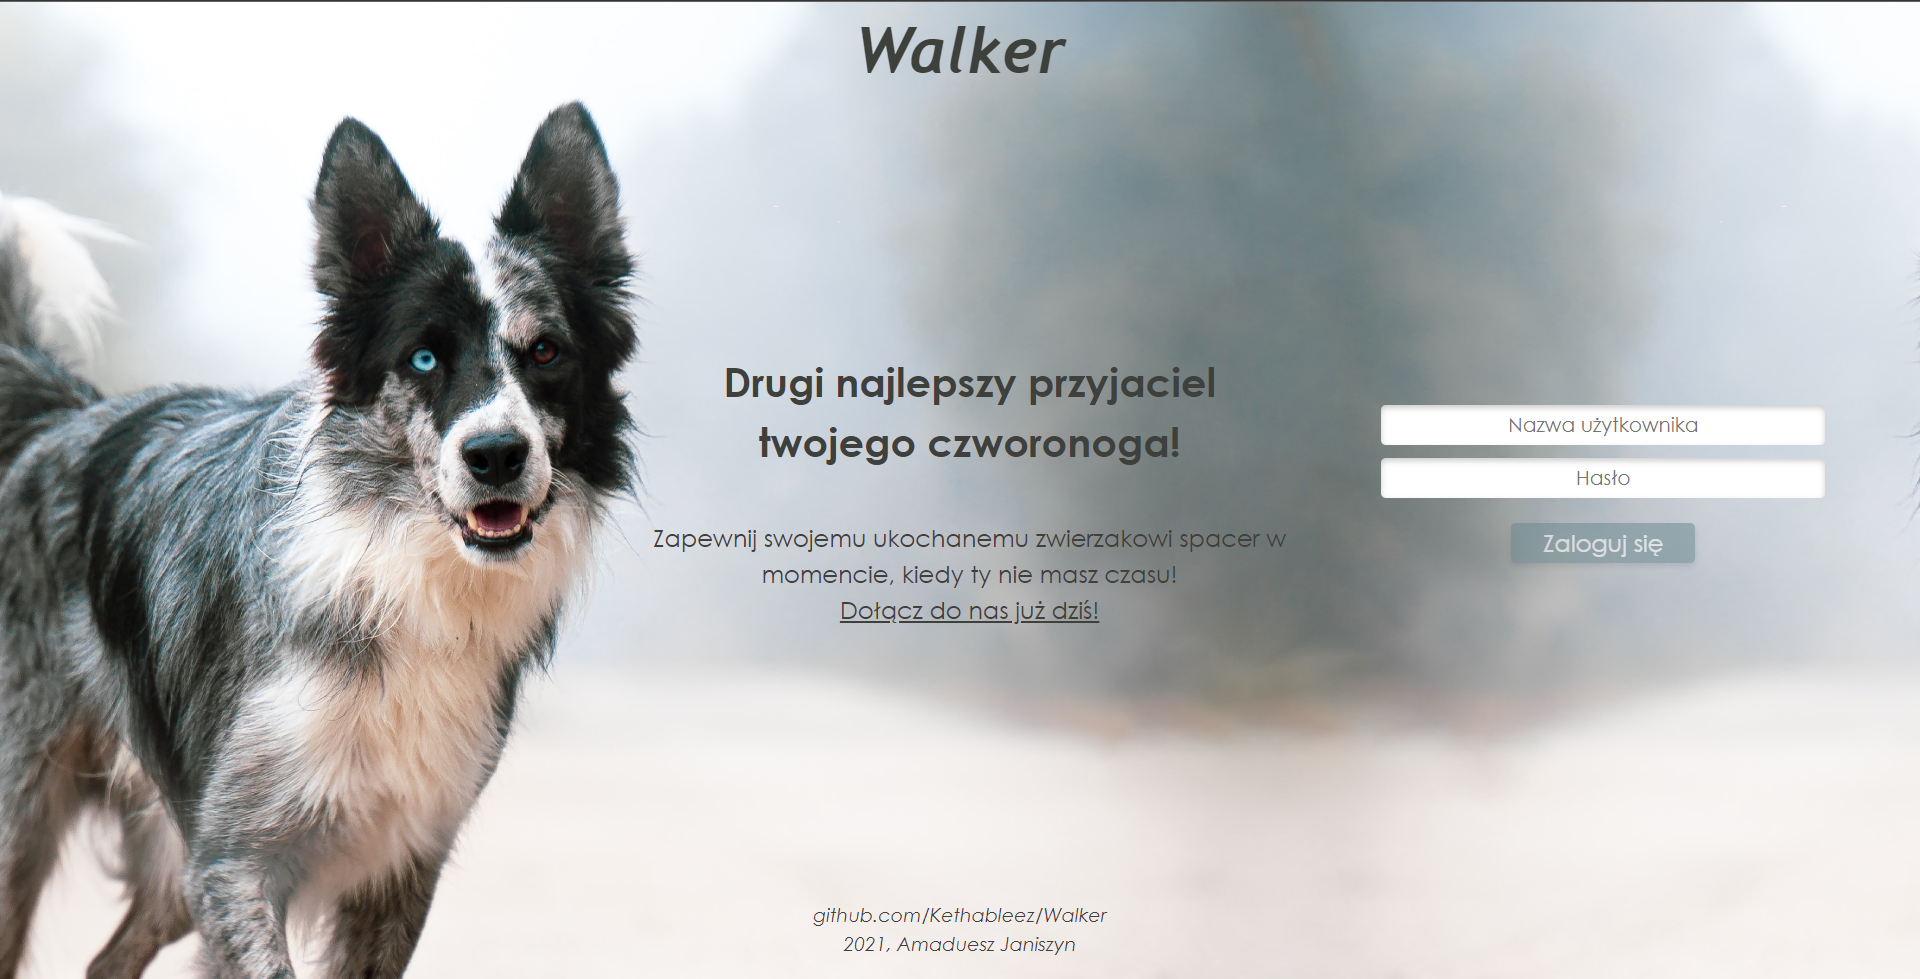 Walker
Drugi najlepszy przyjaciel
twojego czworonoga!
Zapewnij swojemu ukochanemu zwierzakowi spacer w
momencie, kiedy ty nie masz czasu!
Dołącz do nas już dziś!
Nazwa użytkownika
Hasło
Zaloguj się
github.com/Kethableez/Walker
2021, Amaduesz Janiszyn